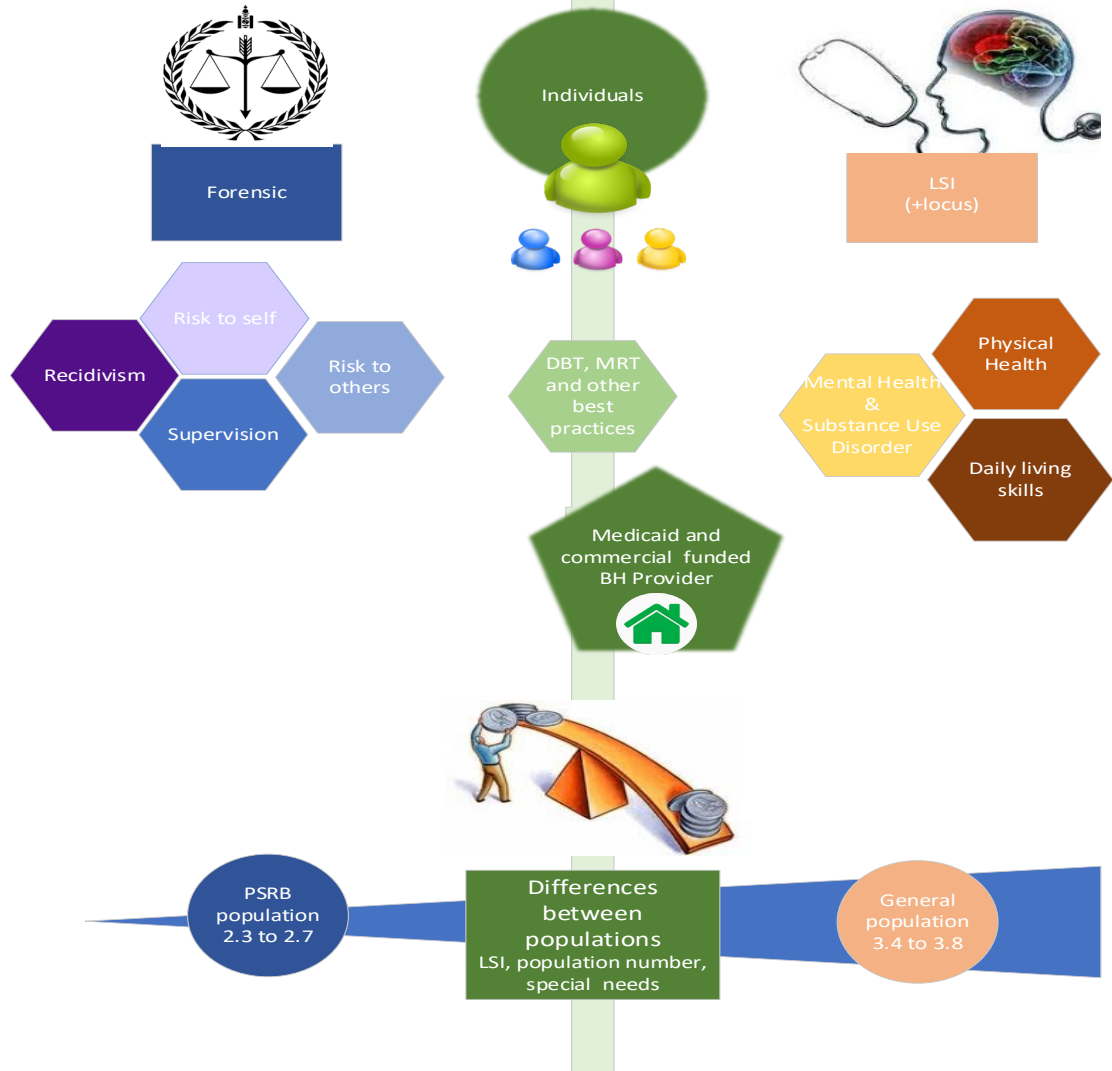 Individuals
Forensic
LSI
(+locus)
Risk to self
Recidivism
Risk to
others
Supervision
DBT, MRT
and other
best
practices
Physical
Health
Mental Health
&
Substance Use
Disorder
Daily living
skills
Medicaid and
commercial funded
BH Provider
PSRB
population
2.3 to 2.7
Differences
between
populations
LSI, population number,
special needs
General
population
3.4 to 3.8